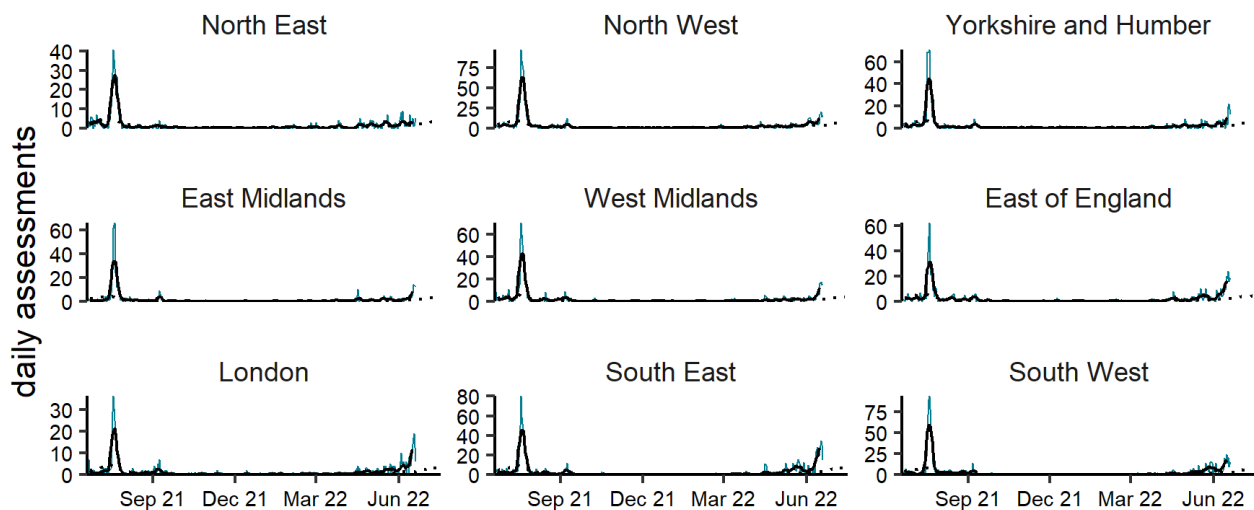 daily assessments
North East
40
30
20
10
0
North West
75
50
25
0
Yorkshire and Humber
60
40
20
0
East Midlands
60
40
20
0
West Midlands
60
40
20
0
East of England
60
40
20
0
London
30
20
10
0
Sep 21 Dec 21 Mar 22 Jun 22
South East
80
60
40
20
0
Sep 21 Dec 21 Mar 22 Jun 22
South West
75
50
25
0
Sep 21 Dec 21 Mar 22 Jun 22